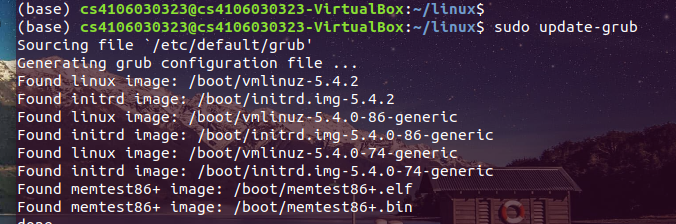 (base) cs4106030323@cs4106030323-VirtualBox:~/linux$
(base) cs4106030323@cs4106030323-VirtualBox:~/linux$ sudo update-grub
Sourcing file `/etc/default/grub'
Generating grub configuration file ...
Found linux image: /boot/vmlinuz-5.4.2
Found initrd image: /boot/initrd.img-5.4.2
Found linux image: /boot/vmlinuz-5.4.0-86-generic
Found initrd image: /boot/initrd.img-5.4.0-86-generic
Found linux image: /boot/vmlinuz-5.4.0-74-generic
Found initrd image: /boot/initrd.img-5.4.0-74-generic
Found memtest86+ image: /boot/memtest86+.elf
Found memtest86+ image: /boot/memtest86+.bin
done